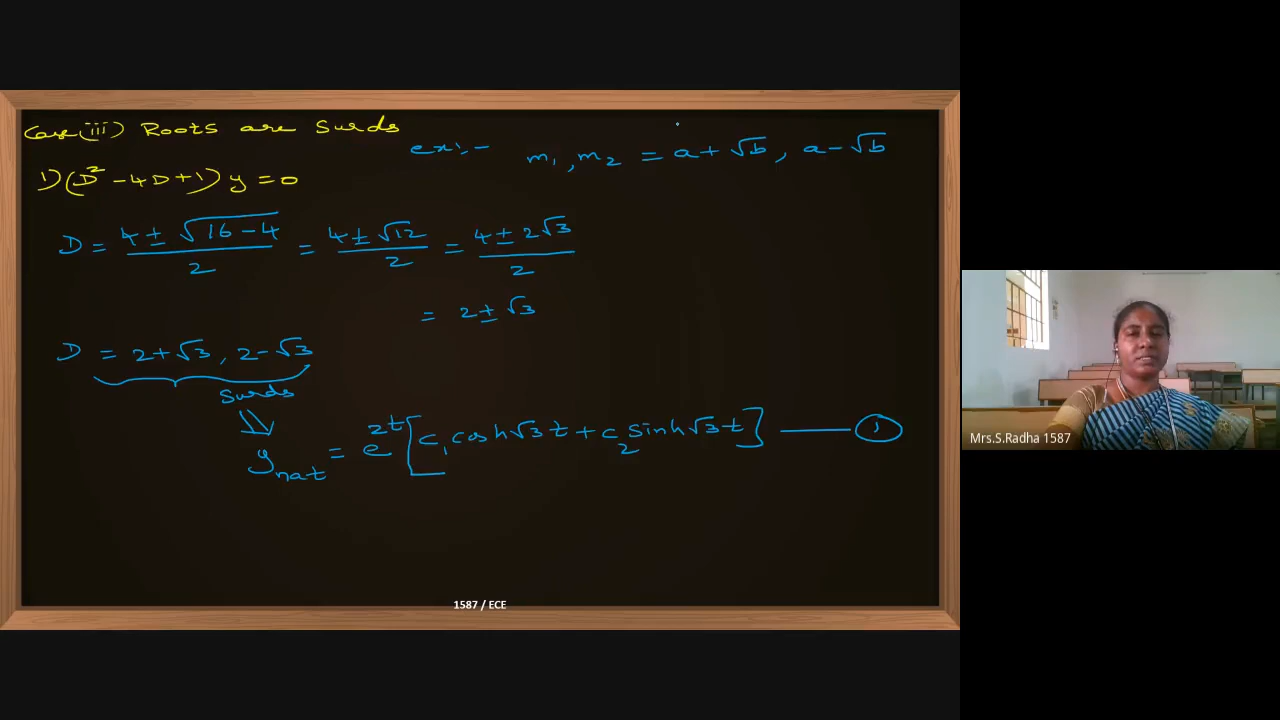 Case(iii) Roots are Surds
ex:- m₁, m₂ = a+√b, a-√b
1) (D² - 4D + 1) y = 0
D = (4 ± √(16-4))/2 = (4 ± √12)/2 = (4 ± 2√3)/2
= 2 ± √3
D = 2+√3, 2-√3
Surds
⇓
y_nat = e^(2t) [c₁ cosh√3 t + c₂ sinh√3 t] —— ①
Mrs.S.Radha 1587
1587 / ECE